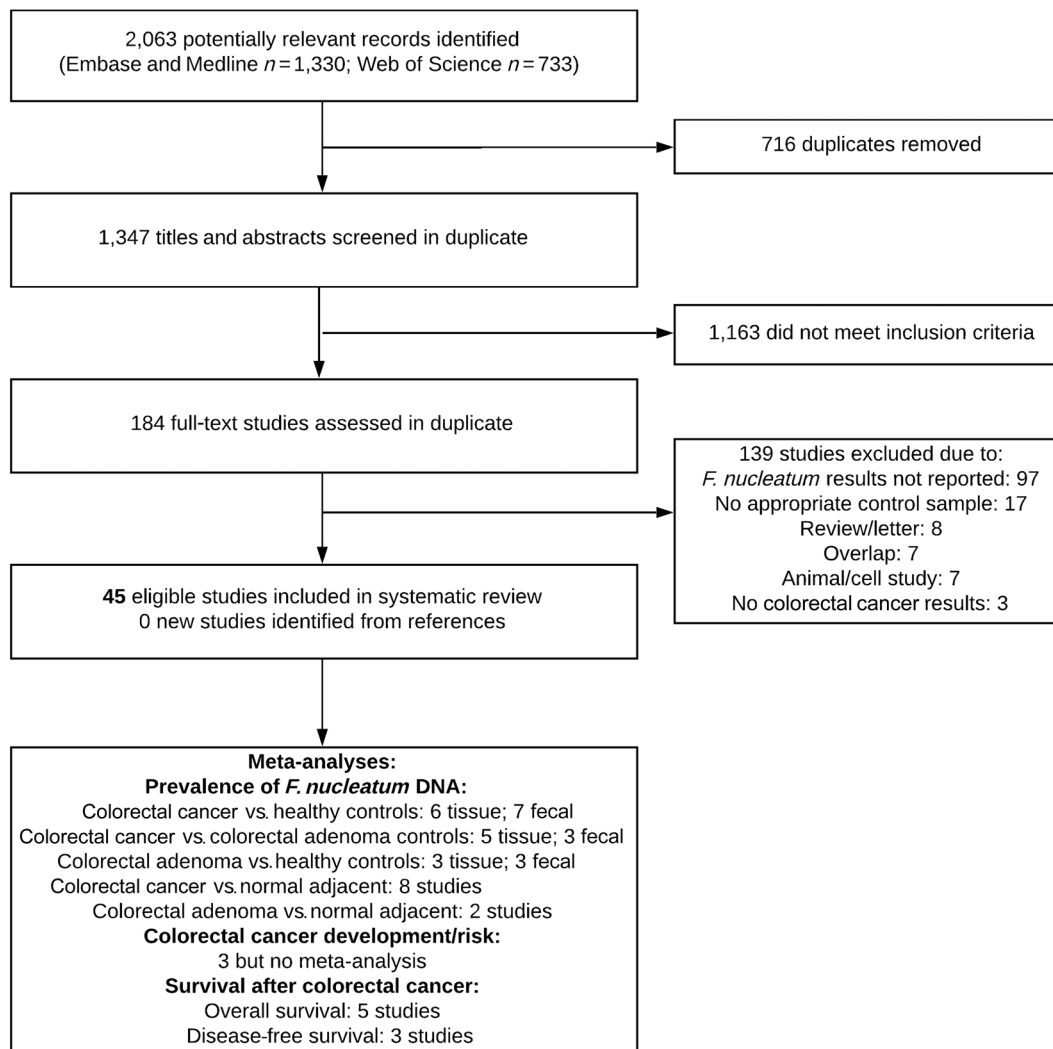 2,063 potentially relevant records identified
(Embase and Medline n=1,330; Web of Science n=733)
716 duplicates removed
1,347 titles and abstracts screened in duplicate
1,163 did not meet inclusion criteria
184 full-text studies assessed in duplicate
139 studies excluded due to:
F. nucleatum results not reported: 97
No appropriate control sample: 17
Review/letter: 8
Overlap: 7
Animal/cell study: 7
No colorectal cancer results: 3
45 eligible studies included in systematic review
0 new studies identified from references
Meta-analyses:
Prevalence of F. nucleatum DNA:
Colorectal cancer vs. healthy controls: 6 tissue; 7 fecal
Colorectal cancer vs. colorectal adenoma controls: 5 tissue; 3 fecal
Colorectal adenoma vs. healthy controls: 3 tissue; 3 fecal
Colorectal cancer vs. normal adjacent: 8 studies
Colorectal adenoma vs. normal adjacent: 2 studies
Colorectal cancer development/risk:
3 but no meta-analysis
Survival after colorectal cancer:
Overall survival: 5 studies
Disease-free survival: 3 studies